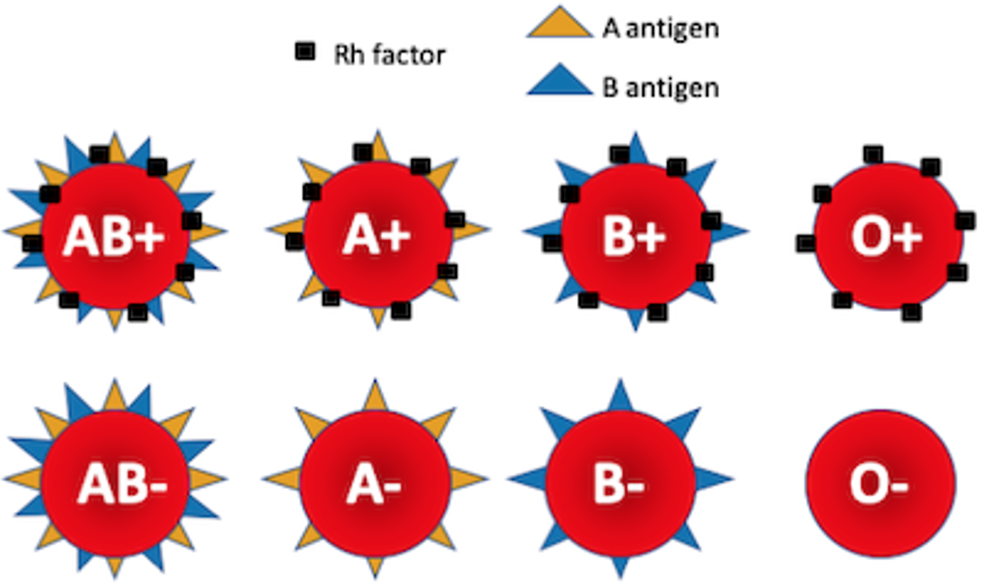 Rh factor
A antigen
B antigen
AB+
A+
B+
O+
AB-
A-
B-
O-